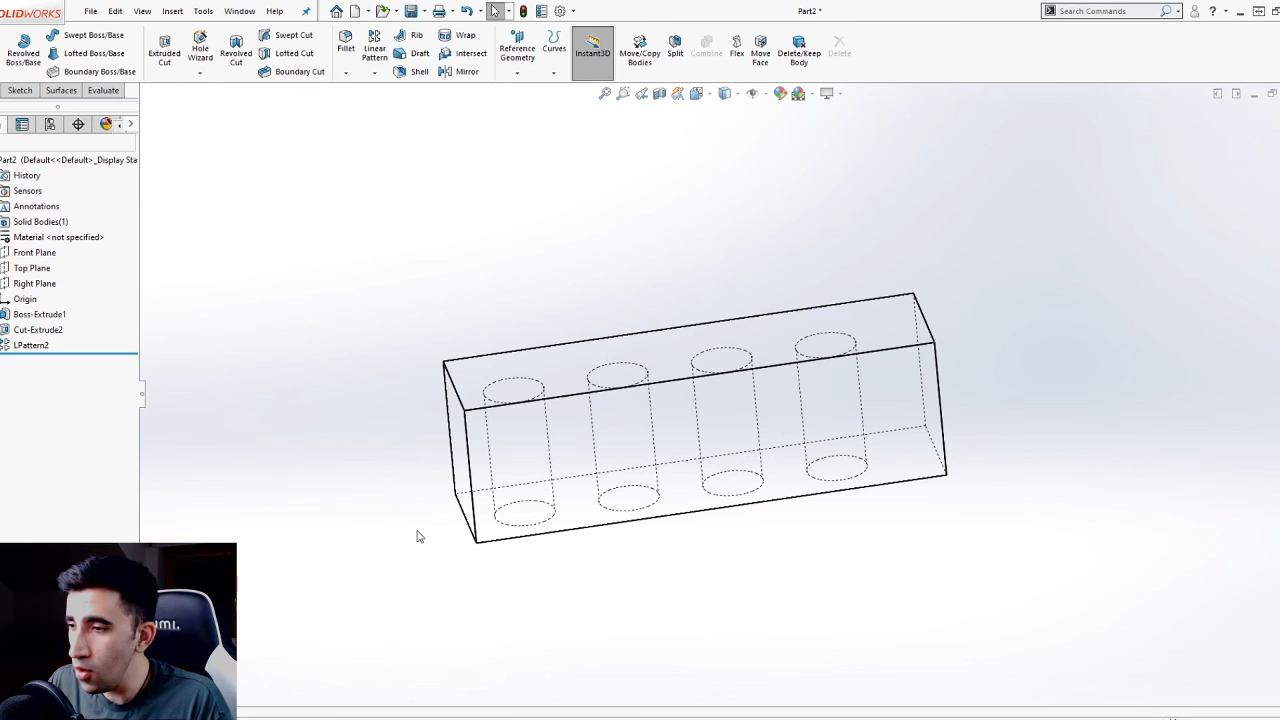 SOLIDWORKS
File Edit View Insert Tools Window Help
Part2 *
Search Commands
Revolved Boss/Base
Swept Boss/Base
Lofted Boss/Base
Boundary Boss/Base
Extruded Cut
Hole Wizard
Revolved Cut
Swept Cut
Lofted Cut
Boundary Cut
Fillet
Linear Pattern
Rib
Draft
Shell
Wrap
Intersect
Mirror
Reference Geometry
Curves
Instant3D
Move/Copy Bodies
Split
Combine
Flex
Move Face
Delete/Keep Body
Delete
Sketch Surfaces Evaluate
Part2 (Default<<Default>_Display Sta
History
Sensors
Annotations
Solid Bodies(1)
Material <not specified>
Front Plane
Top Plane
Right Plane
Origin
Boss-Extrude1
Cut-Extrude2
LPattern2